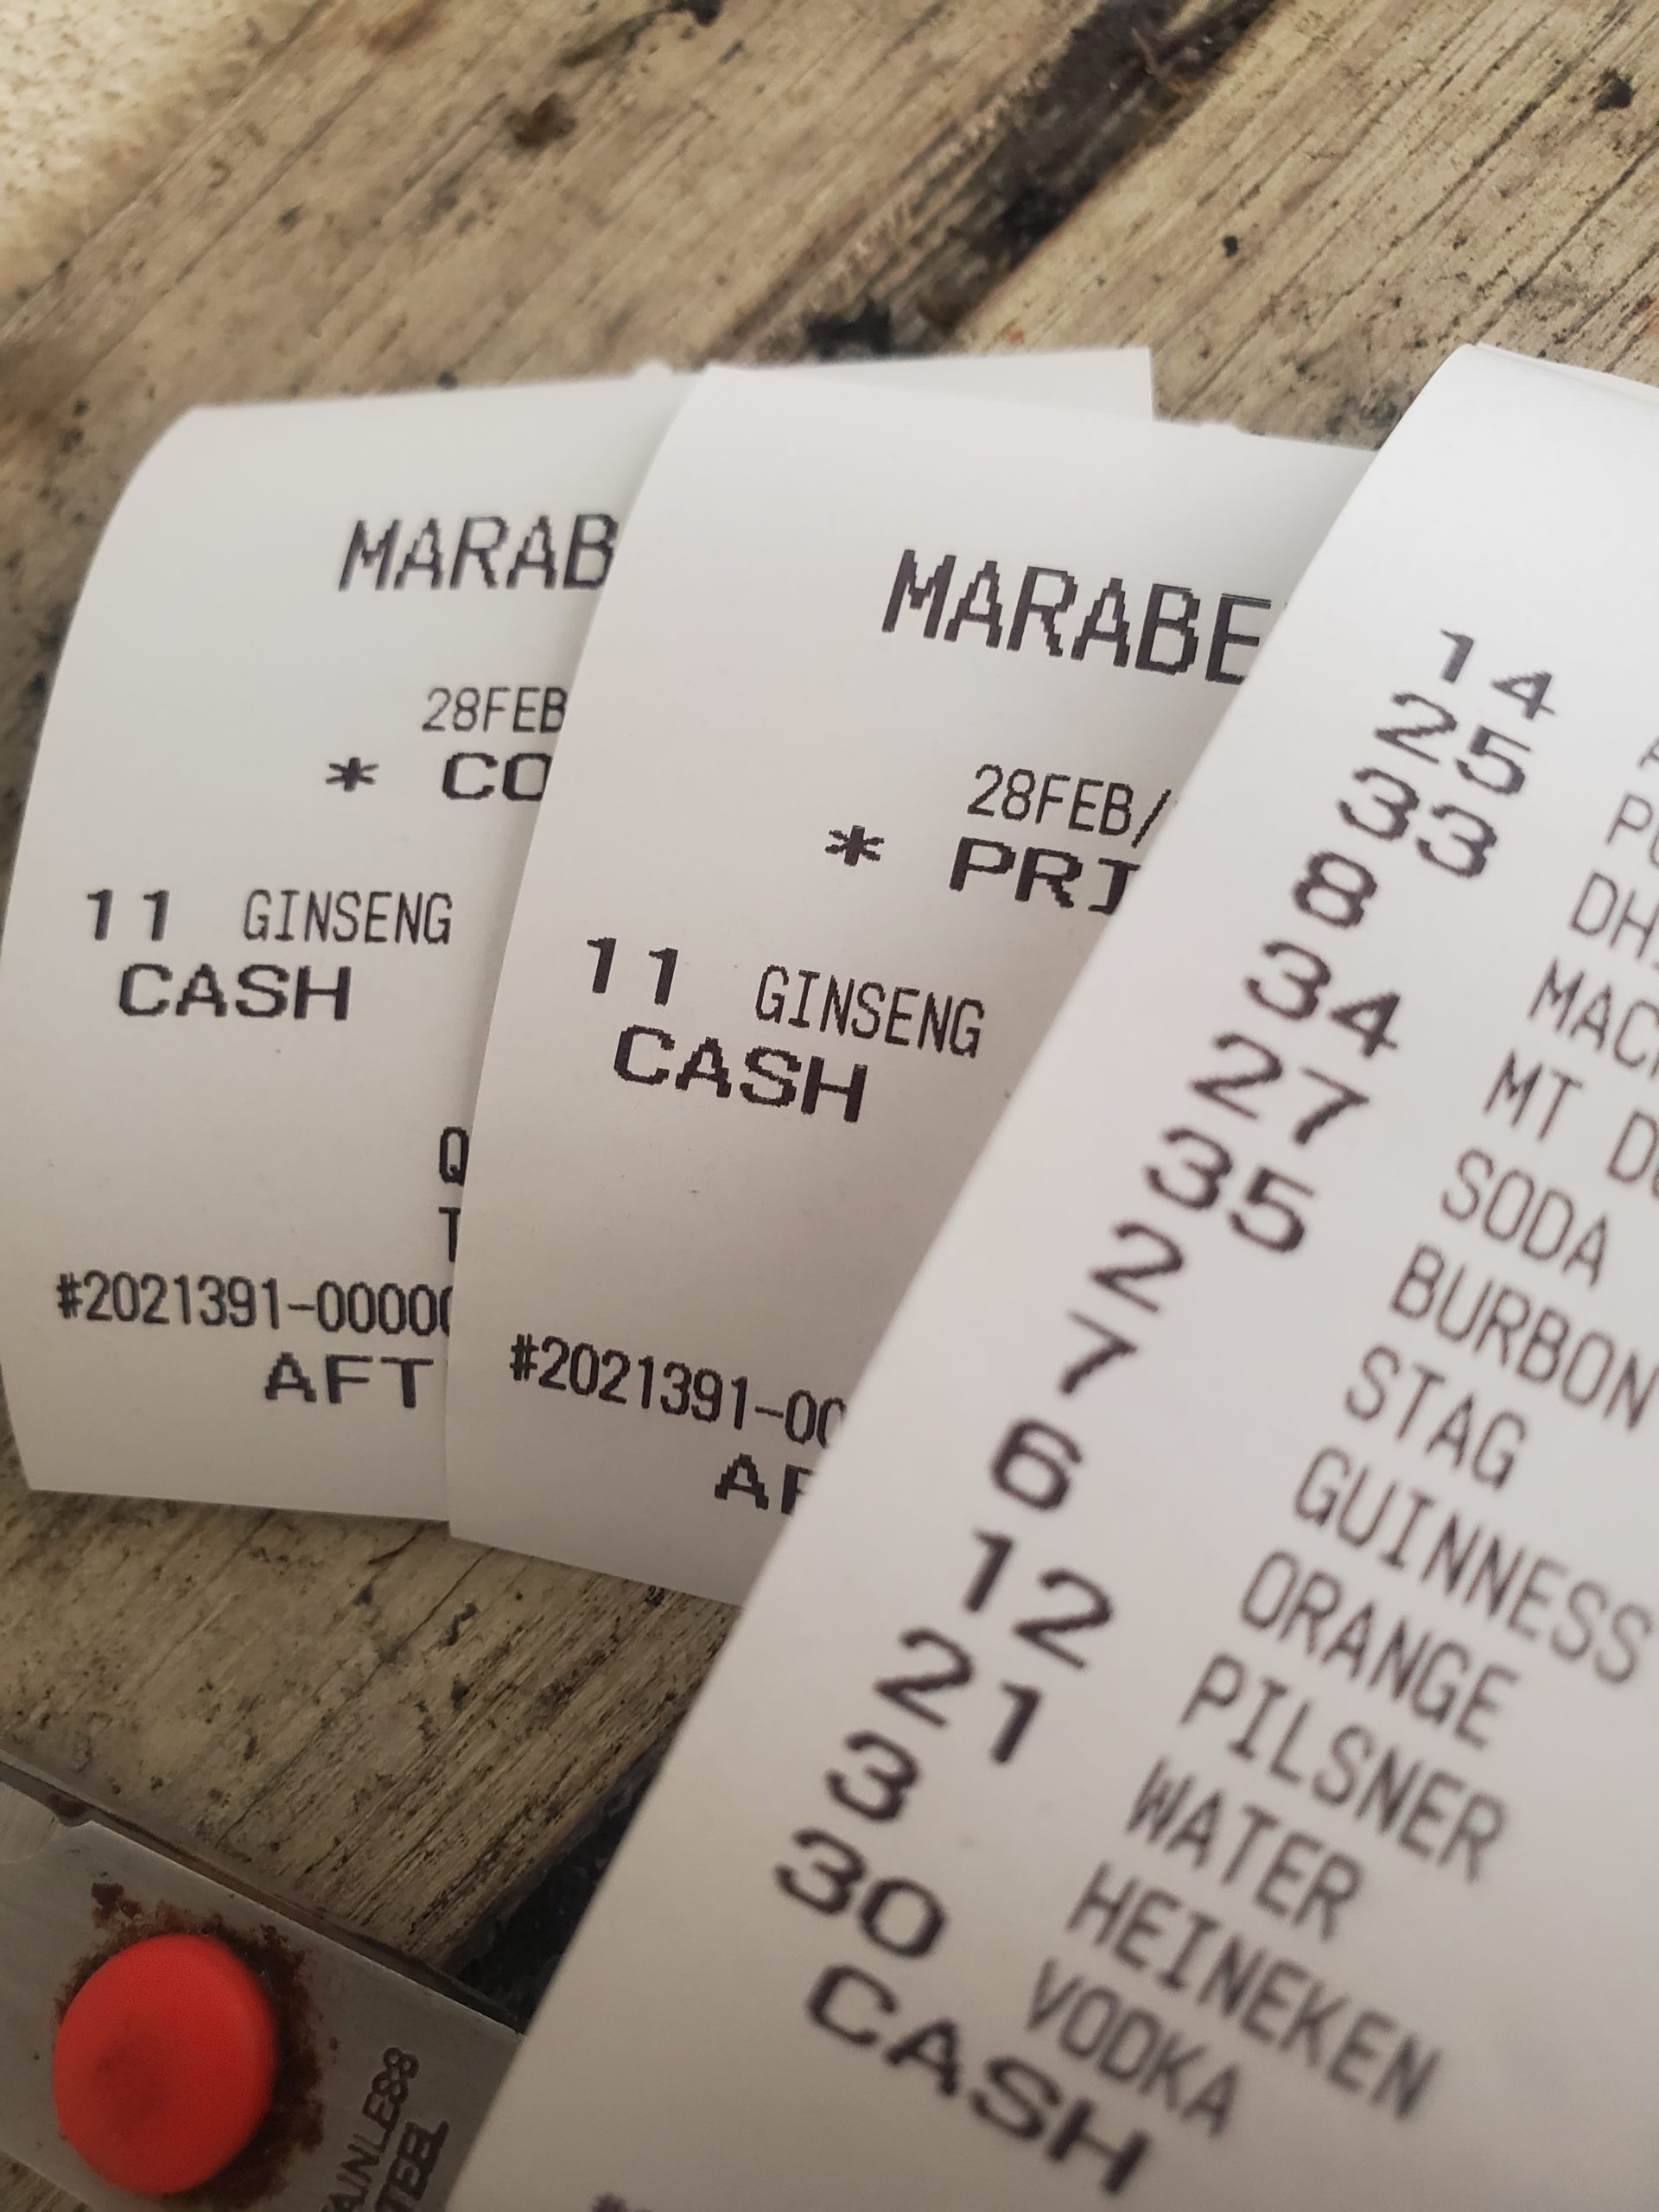 MARAB
28FEB
* CO
11 GINSENG
CASH
Q
T
#2021391-0000
AFT
MARABE
28FEB/
* PRI
11 GINSENG
CASH
#2021391-00
AF
14
25 P
33 DH
8 MAC
34 MT D
27 SODA
35 BURBON
2 STAG
7 GUINNESS
6 ORANGE
12 PILSNER
21 WATER
3 HEINEKEN
30 VODKA
CASH
STEEL